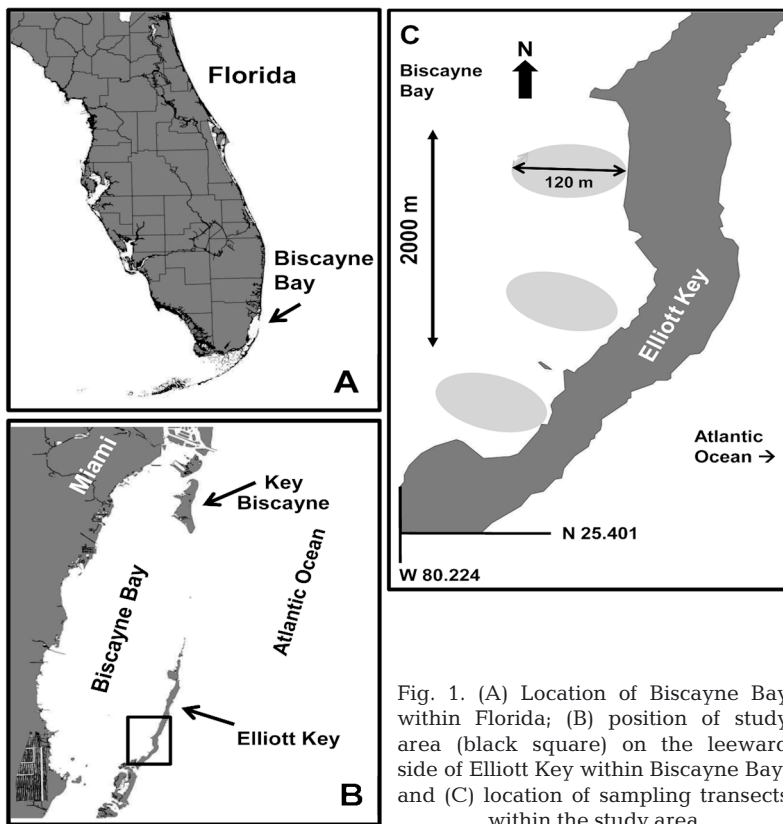 Florida
Biscayne
Bay
A
Miami
Key
Biscayne
Biscayne Bay
Atlantic Ocean
Elliott Key
B
C
N
Biscayne
Bay
120 m
2000 m
Elliott Key
Atlantic
Ocean →
N 25.401
W 80.224
Fig. 1. (A) Location of Biscayne Bay
within Florida; (B) position of study
area (black square) on the leeward
side of Elliott Key within Biscayne Bay
and (C) location of sampling transects
within the study area